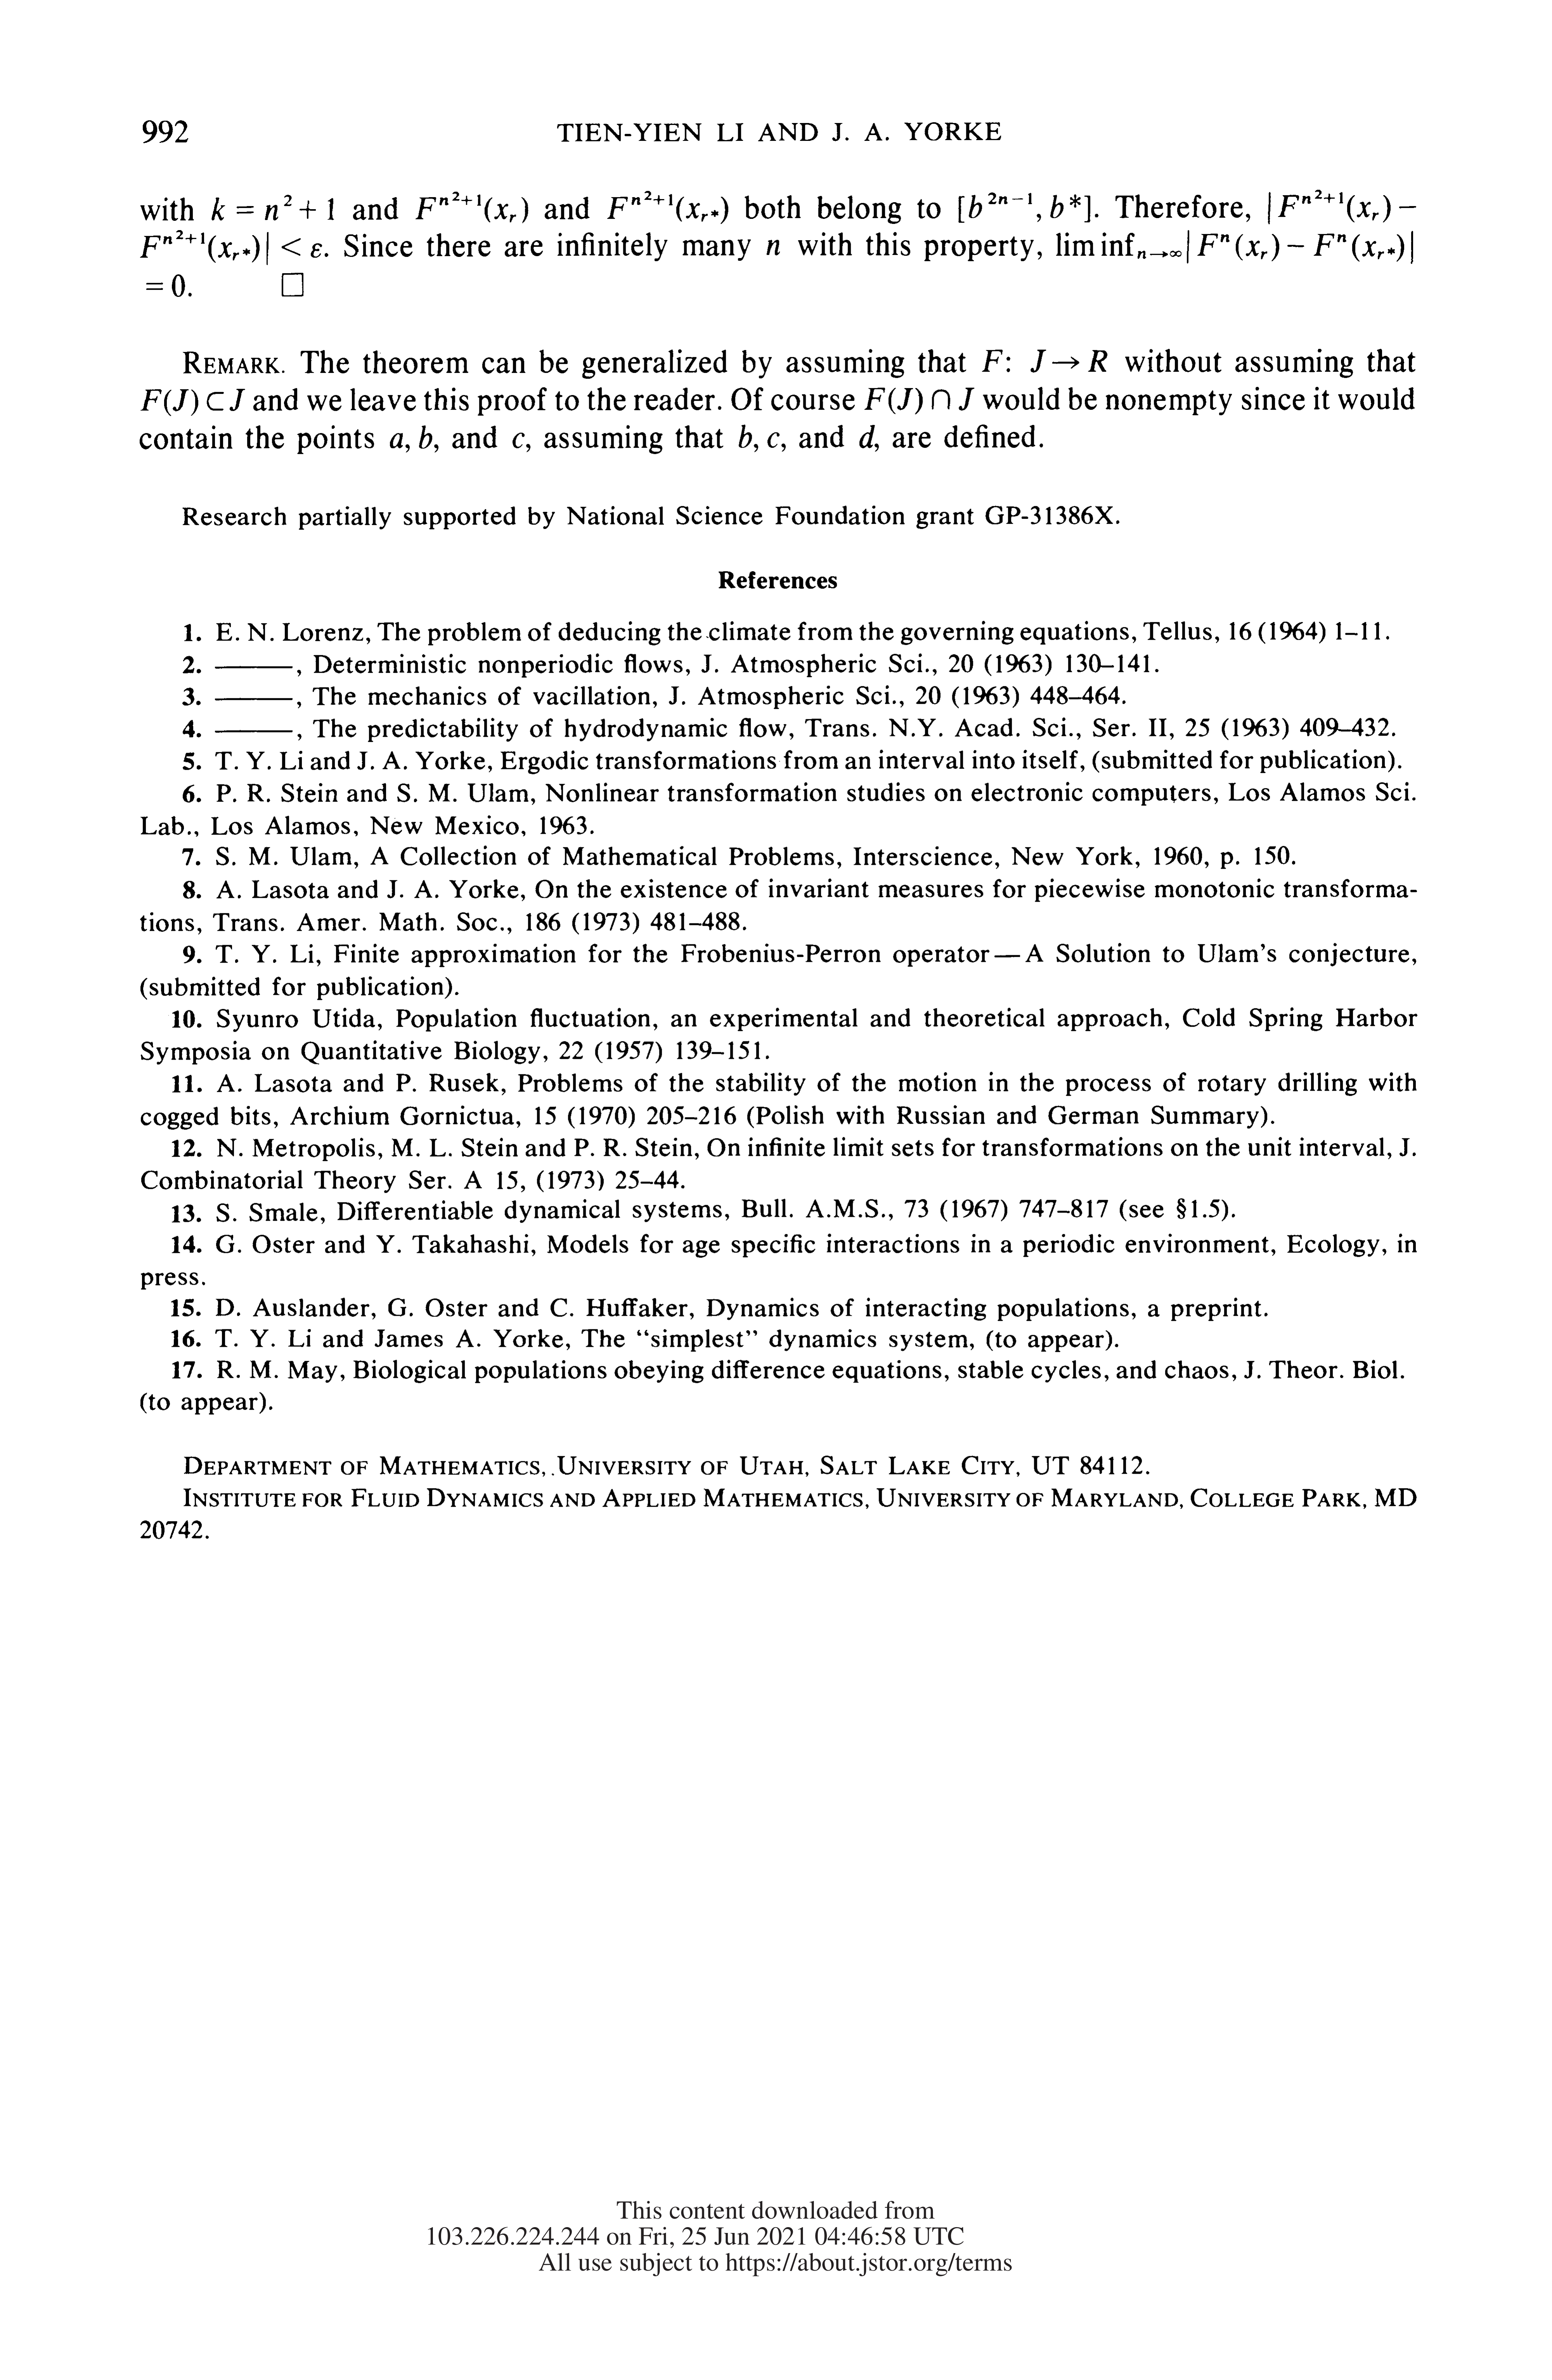 992 TIEN-YIEN LI AND J. A. YORKE
with k = n²+ 1 and Fⁿ²⁺¹(xᵣ) and Fⁿ²⁺¹(xᵣ*) both belong to [b²ⁿ⁻¹, b*]. Therefore, |Fⁿ²⁺¹(xᵣ) –
Fⁿ²⁺¹(xᵣ*)| < ε. Since there are infinitely many n with this property, lim infₙ→∞| Fⁿ(xᵣ) – Fⁿ(xᵣ*)|
= 0. □
REMARK. The theorem can be generalized by assuming that F: J → R without assuming that
F(J) ⊂ J and we leave this proof to the reader. Of course F(J) ∩ J would be nonempty since it would
contain the points a, b, and c, assuming that b, c, and d, are defined.
Research partially supported by National Science Foundation grant GP-31386X.
References
1. E. N. Lorenz, The problem of deducing the climate from the governing equations, Tellus, 16 (1964) 1–11.
2. ———, Deterministic nonperiodic flows, J. Atmospheric Sci., 20 (1963) 130–141.
3. ———, The mechanics of vacillation, J. Atmospheric Sci., 20 (1963) 448–464.
4. ———, The predictability of hydrodynamic flow, Trans. N.Y. Acad. Sci., Ser. II, 25 (1963) 409–432.
5. T. Y. Li and J. A. Yorke, Ergodic transformations from an interval into itself, (submitted for publication).
6. P. R. Stein and S. M. Ulam, Nonlinear transformation studies on electronic computers, Los Alamos Sci.
Lab., Los Alamos, New Mexico, 1963.
7. S. M. Ulam, A Collection of Mathematical Problems, Interscience, New York, 1960, p. 150.
8. A. Lasota and J. A. Yorke, On the existence of invariant measures for piecewise monotonic transforma-
tions, Trans. Amer. Math. Soc., 186 (1973) 481–488.
9. T. Y. Li, Finite approximation for the Frobenius-Perron operator — A Solution to Ulam's conjecture,
(submitted for publication).
10. Syunro Utida, Population fluctuation, an experimental and theoretical approach, Cold Spring Harbor
Symposia on Quantitative Biology, 22 (1957) 139–151.
11. A. Lasota and P. Rusek, Problems of the stability of the motion in the process of rotary drilling with
cogged bits, Archium Gornictua, 15 (1970) 205–216 (Polish with Russian and German Summary).
12. N. Metropolis, M. L. Stein and P. R. Stein, On infinite limit sets for transformations on the unit interval, J.
Combinatorial Theory Ser. A 15, (1973) 25–44.
13. S. Smale, Differentiable dynamical systems, Bull. A.M.S., 73 (1967) 747–817 (see §1.5).
14. G. Oster and Y. Takahashi, Models for age specific interactions in a periodic environment, Ecology, in
press.
15. D. Auslander, G. Oster and C. Huffaker, Dynamics of interacting populations, a preprint.
16. T. Y. Li and James A. Yorke, The "simplest" dynamics system, (to appear).
17. R. M. May, Biological populations obeying difference equations, stable cycles, and chaos, J. Theor. Biol.
(to appear).
DEPARTMENT OF MATHEMATICS, UNIVERSITY OF UTAH, SALT LAKE CITY, UT 84112.
INSTITUTE FOR FLUID DYNAMICS AND APPLIED MATHEMATICS, UNIVERSITY OF MARYLAND, COLLEGE PARK, MD
20742.
This content downloaded from
103.226.224.244 on Fri, 25 Jun 2021 04:46:58 UTC
All use subject to https://about.jstor.org/terms